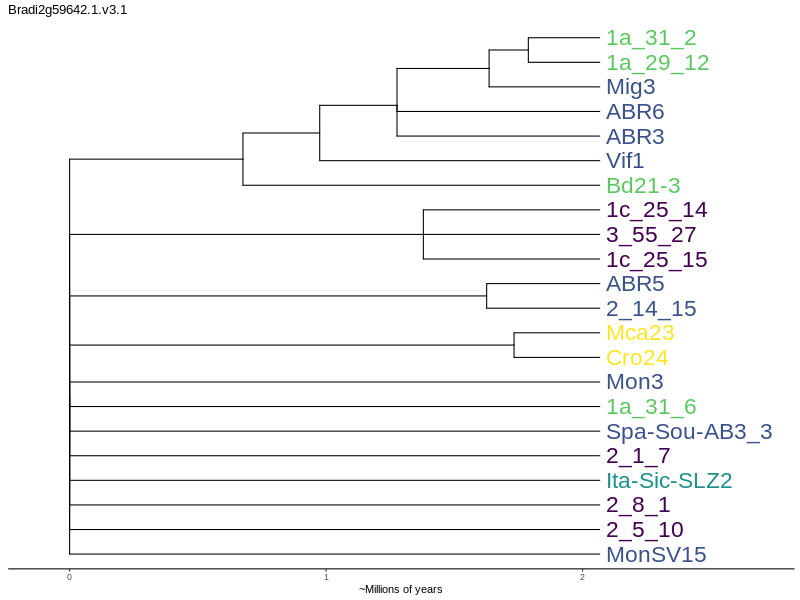 Bradi2g59642.1.v3.1
1a_31_2
1a_29_12
Mig3
ABR6
ABR3
Vif1
Bd21-3
1c_25_14
3_55_27
1c_25_15
ABR5
2_14_15
Mca23
Cro24
Mon3
1a_31_6
Spa-Sou-AB3_3
2_1_7
Ita-Sic-SLZ2
2_8_1
2_5_10
MonSV15
0 1 2
~Millions of years